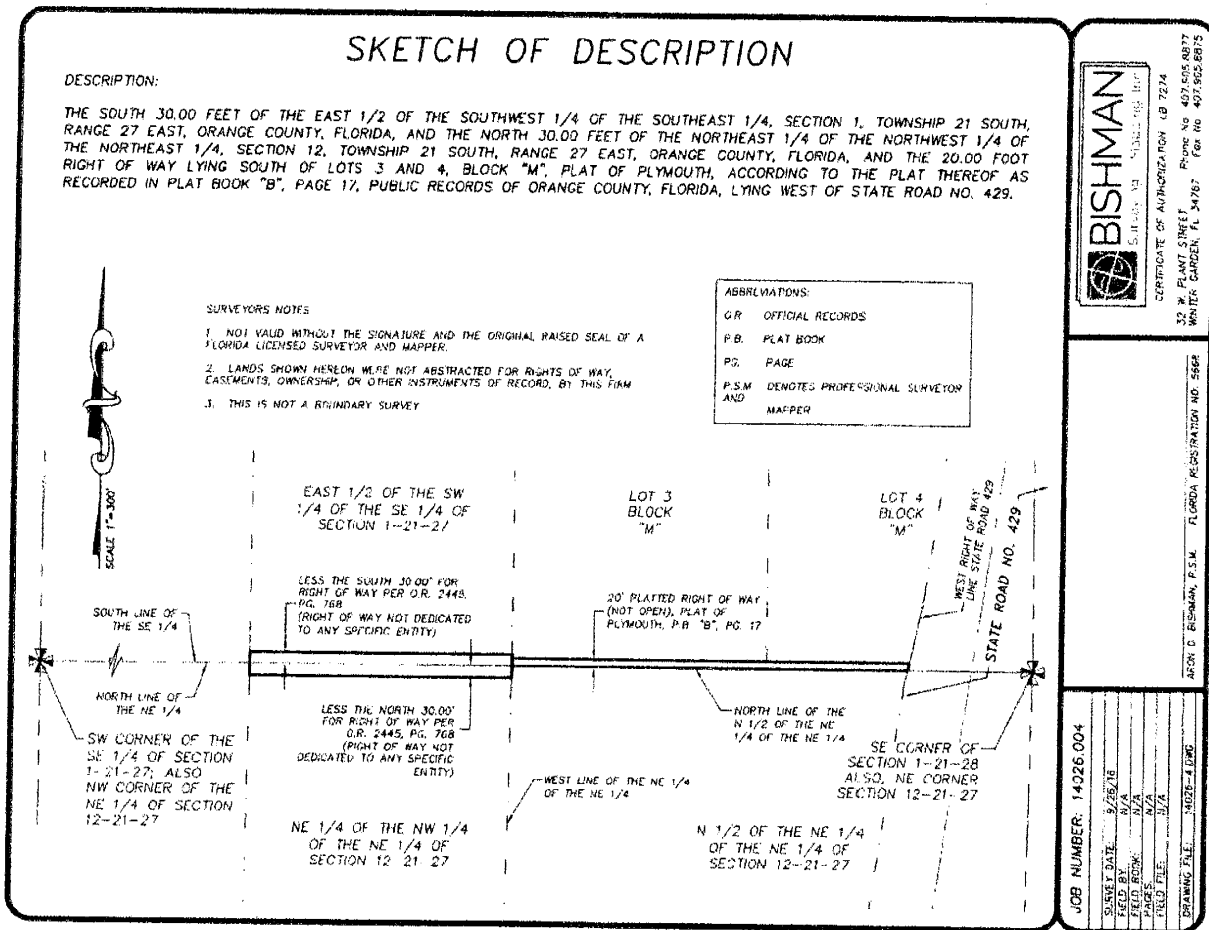 SKETCH OF DESCRIPTION
DESCRIPTION:
THE SOUTH 30.00 FEET OF THE EAST 1/2 OF THE SOUTHWEST 1/4 OF THE SOUTHEAST 1/4, SECTION 1, TOWNSHIP 21 SOUTH,
RANGE 27 EAST, ORANGE COUNTY, FLORIDA, AND THE NORTH 30.00 FEET OF THE NORTHEAST 1/4 OF THE NORTHWEST 1/4 OF
THE NORTHEAST 1/4, SECTION 12, TOWNSHIP 21 SOUTH, RANGE 27 EAST, ORANGE COUNTY, FLORIDA, AND THE 20.00 FOOT
RIGHT OF WAY LYING SOUTH OF LOTS 3 AND 4, BLOCK "M", PLAT OF PLYMOUTH, ACCORDING TO THE PLAT THEREOF AS
RECORDED IN PLAT BOOK "B", PAGE 17, PUBLIC RECORDS OF ORANGE COUNTY, FLORIDA, LYING WEST OF STATE ROAD NO. 429.
SCALE 1"=300'
SURVEYORS NOTES
1. NOT VALID WITHOUT THE SIGNATURE AND THE ORIGINAL RAISED SEAL OF A
FLORIDA LICENSED SURVEYOR AND MAPPER.
2. LANDS SHOWN HEREON WERE NOT ABSTRACTED FOR RIGHTS OF WAY,
EASEMENTS, OWNERSHIP, OR OTHER INSTRUMENTS OF RECORD, BY THIS FIRM
3. THIS IS NOT A BOUNDARY SURVEY
ABBREVIATIONS:
O.R. OFFICIAL RECORDS
P.B. PLAT BOOK
PG. PAGE
P.S.M DENOTES PROFESSIONAL SURVEYOR
AND
MAPPER
EAST 1/2 OF THE SW
1/4 OF THE SE 1/4 OF
SECTION 1-21-27
LOT 3
BLOCK
"M"
LOT 4
BLOCK
"M"
WEST RIGHT OF WAY
LINE STATE ROAD 429
STATE ROAD NO. 429
LESS THE SOUTH 30.00' FOR
RIGHT OF WAY PER O.R. 2445,
PG. 768
(RIGHT OF WAY NOT DEDICATED
TO ANY SPECIFIC ENTITY)
20' PLATTED RIGHT OF WAY
(NOT OPEN), PLAT OF
PLYMOUTH, P.B "B", PG. 17
SOUTH LINE OF
THE SE 1/4
NORTH LINE OF
THE NE 1/4
LESS THE NORTH 30.00'
FOR RIGHT OF WAY PER
O.R. 2445, PG. 768
(RIGHT OF WAY NOT
DEDICATED TO ANY SPECIFIC
ENTITY)
NORTH LINE OF THE
N 1/2 OF THE NE
1/4 OF THE NE 1/4
SW CORNER OF THE
SE 1/4 OF SECTION
1-21-27; ALSO
NW CORNER OF THE
NE 1/4 OF SECTION
12-21-27
SE CORNER OF
SECTION 1-21-28
ALSO, NE CORNER
SECTION 12-21-27
WEST LINE OF THE NE 1/4
OF THE NE 1/4
NE 1/4 OF THE NW 1/4
OF THE NE 1/4 OF
SECTION 12-21-27
N 1/2 OF THE NE 1/4
OF THE NE 1/4 OF
SECTION 12-21-27
BISHMAN
CERTIFICATE OF AUTHORIZATION LB 7274
32 W. PLANT STREET Phone No 407.905.8877
WINTER GARDEN, FL 34787 Fax No 407.905.8875
ARON D. BISHMAN, P.S.M. FLORIDA REGISTRATION NO. 5668
JOB NUMBER: 14026.004
SURVEY DATE: 9/26/16
FIELD BY: N/A
FIELD BOOK: N/A
PAGES: N/A
FIELD FILE: N/A
DRAWING FILE: 14026-4.DWG